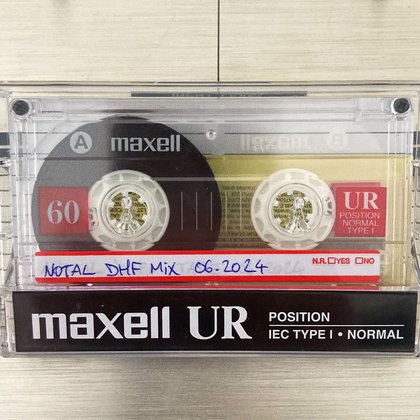 A maxell
60
UR
POSITION
NORMAL
TYPE I
N.R. □YES □NO
NOTAL DHF MIX 06.2024
maxell UR POSITION
IEC TYPE I • NORMAL